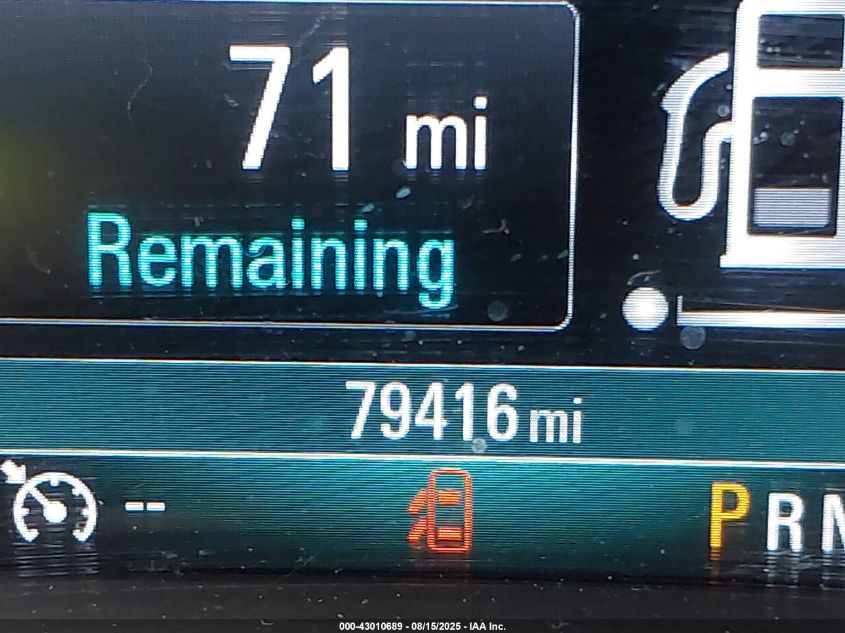 71 mi
Remaining
79416 mi
-- P R N
000-43010689 - 08/15/2025 - IAA Inc.